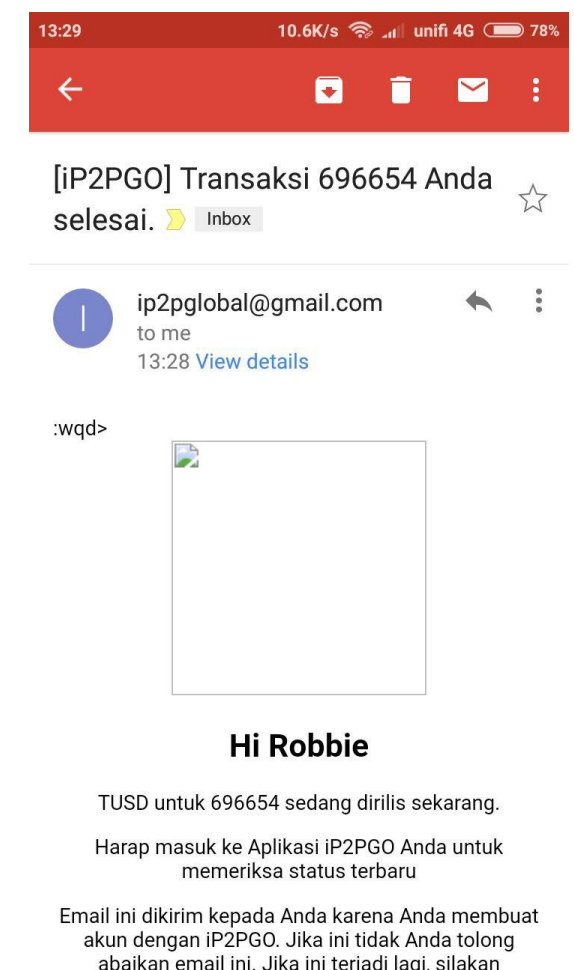 13:29 10.6K/s unifi 4G 78%
[iP2PGO] Transaksi 696654 Anda
selesai. Inbox
I
ip2pglobal@gmail.com
to me
13:28 View details
:wqd>
Hi Robbie
TUSD untuk 696654 sedang dirilis sekarang.
Harap masuk ke Aplikasi iP2PGO Anda untuk
memeriksa status terbaru
Email ini dikirim kepada Anda karena Anda membuat
akun dengan iP2PGO. Jika ini tidak Anda tolong
abaikan email ini. Jika ini terjadi lagi, silakan